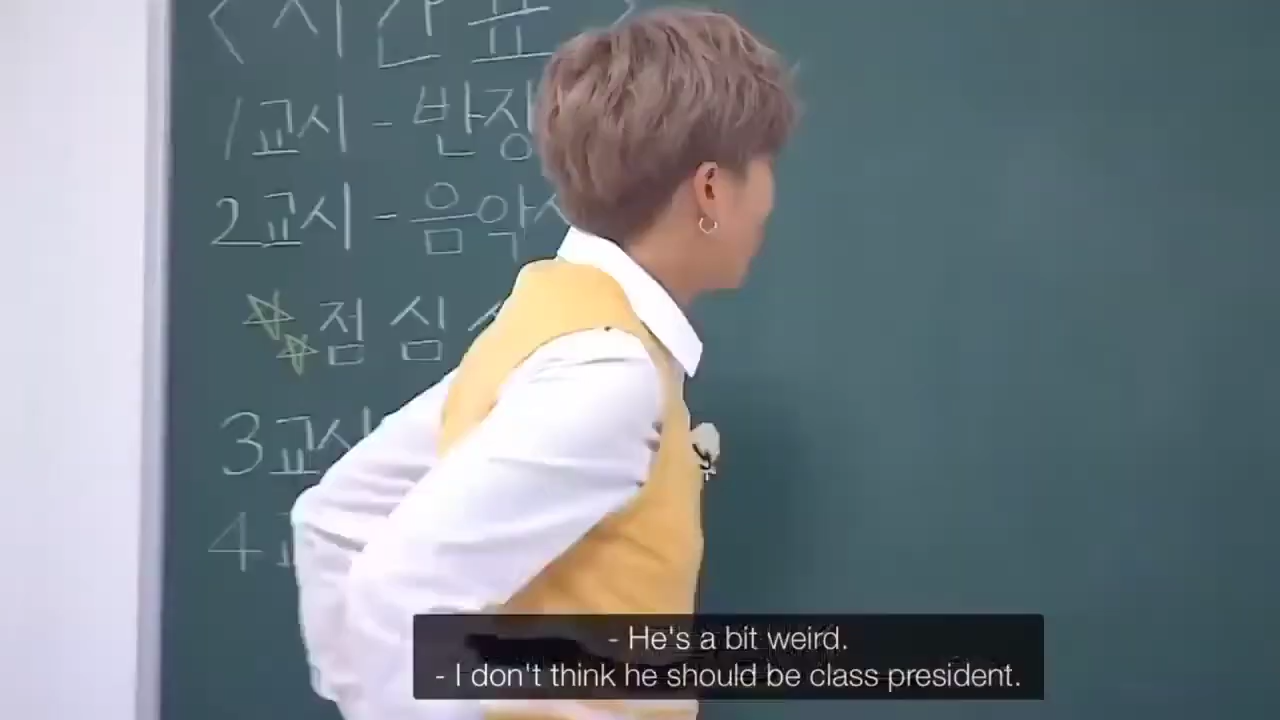 <시간표>
1교시 - 반장
2교시 - 음악
점심
3교시
4교
- He's a bit weird.
- I don't think he should be class president.